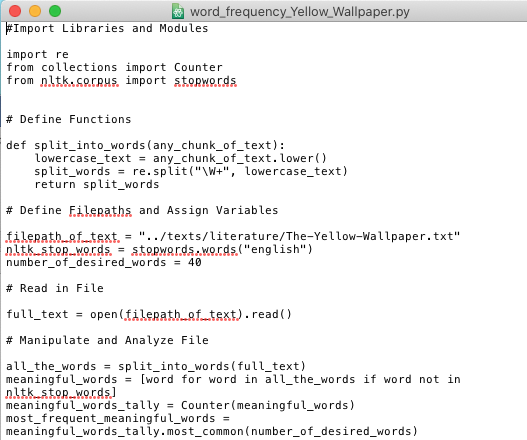 word_frequency_Yellow_Wallpaper.py
#Import Libraries and Modules
import re
from collections import Counter
from nltk.corpus import stopwords
# Define Functions
def split_into_words(any_chunk_of_text):
    lowercase_text = any_chunk_of_text.lower()
    split_words = re.split("\W+", lowercase_text)
    return split_words
# Define Filepaths and Assign Variables
filepath_of_text = "../texts/literature/The-Yellow-Wallpaper.txt"
nltk_stop_words = stopwords.words("english")
number_of_desired_words = 40
# Read in File
full_text = open(filepath_of_text).read()
# Manipulate and Analyze File
all_the_words = split_into_words(full_text)
meaningful_words = [word for word in all_the_words if word not in
nltk_stop_words]
meaningful_words_tally = Counter(meaningful_words)
most_frequent_meaningful_words =
meaningful_words_tally.most_common(number_of_desired_words)